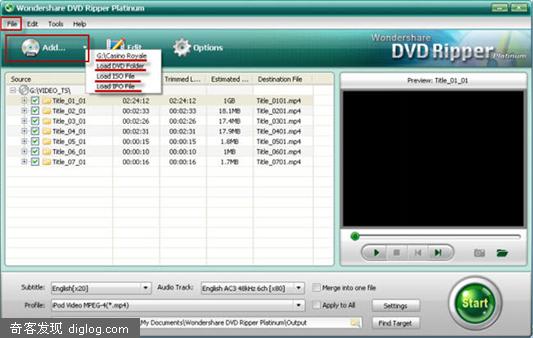 Wondershare DVD Ripper Platinum
File Edit Tools Help
Wondershare
DVD Ripper Platinum
Add... Edit Options
G:\Casino Royale
Load DVD Folder
Load ISO File
Load IFO File
Source Trimmed L... Estimated ... Destination File
Preview: Title_01_01
G:\VIDEO_TS\
Title_01_01 02:24:12 02:24:12 1GB Title_0101.mp4
Title_02_01 00:02:33 00:02:33 18.1MB Title_0201.mp4
Title_03_01 00:02:26 00:02:26 17.4MB Title_0301.mp4
Title_04_01 00:02:31 00:02:31 17.9MB Title_0401.mp4
Title_05_01 00:00:15 00:00:15 1.8MB Title_0501.mp4
Title_06_01 00:00:10 00:00:10 1MB Title_0601.mp4
Title_07_01 00:00:16 00:00:16 1.7MB Title_0701.mp4
Subtitle: English[x20] Audio Track: English AC3 48kHz 6ch [x80] Merge into one file
Profile: iPod Video MPEG-4(*.mp4) Apply to All Settings
Start
My Documents\Wondershare DVD Ripper Platinum\Output Find Target
奇客发现 diglog.com